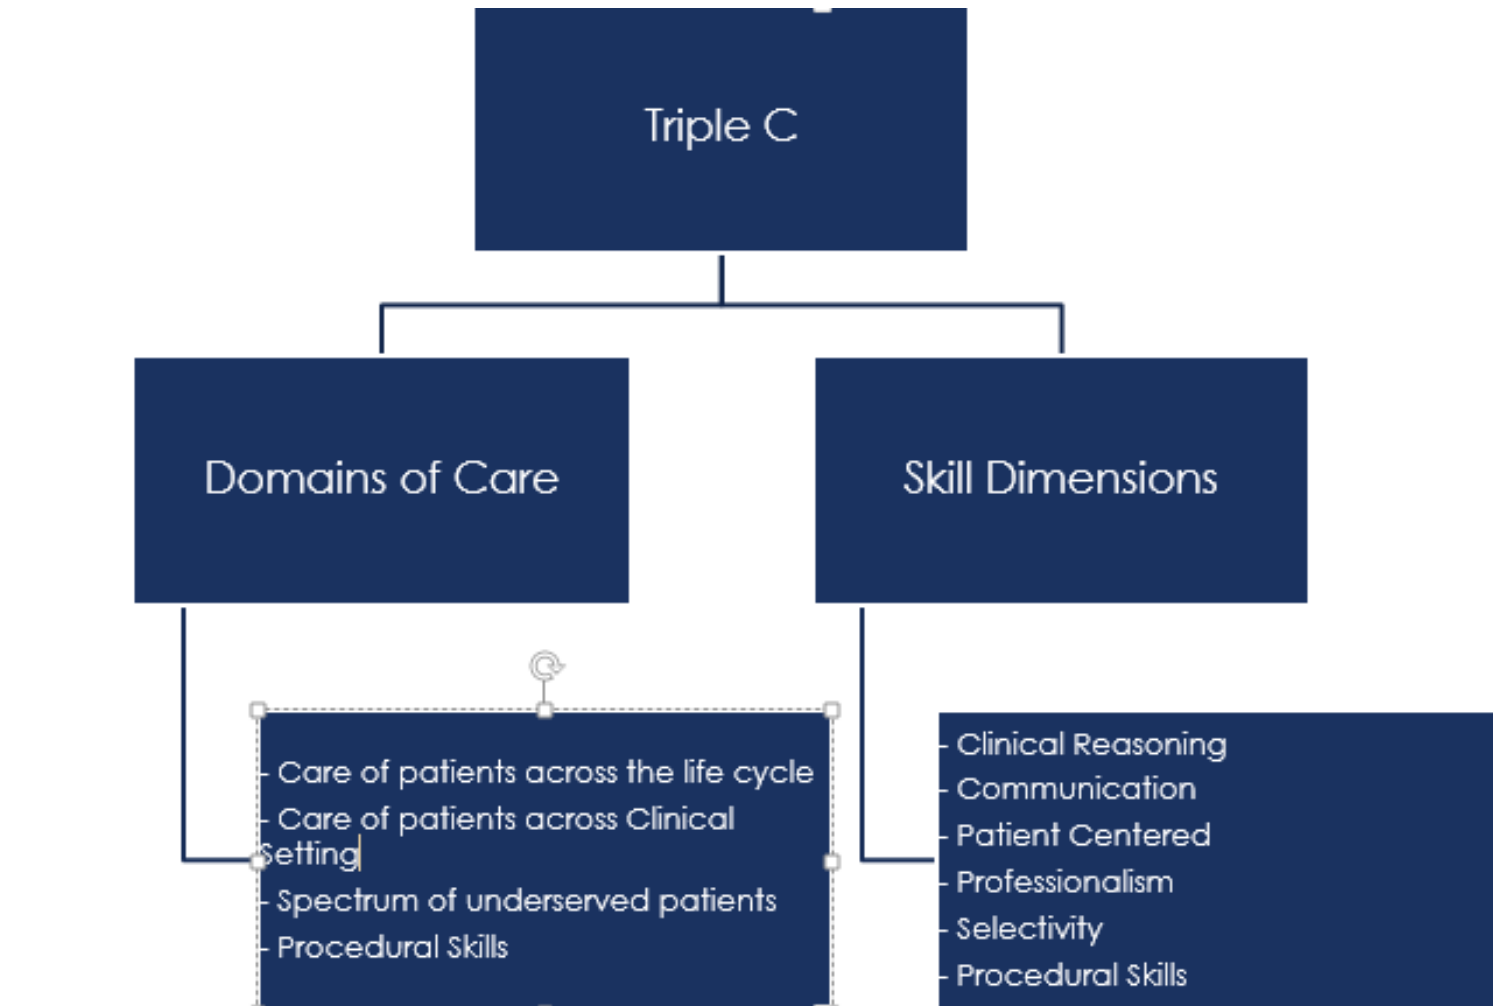 Triple C
Domains of Care
Skill Dimensions
- Care of patients across the life cycle
- Care of patients across Clinical
Setting
- Spectrum of underserved patients
- Procedural Skills
- Clinical Reasoning
- Communication
- Patient Centered
- Professionalism
- Selectivity
- Procedural Skills